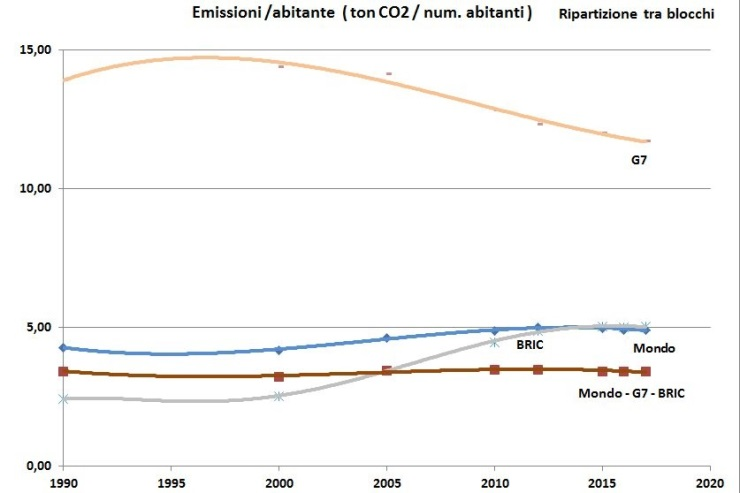 Emissioni /abitante ( ton CO2 / num. abitanti ) Ripartizione tra blocchi
15,00
G7
10,00
5,00
BRIC
Mondo
Mondo - G7 - BRIC
0,00
1990 1995 2000 2005 2010 2015 2020